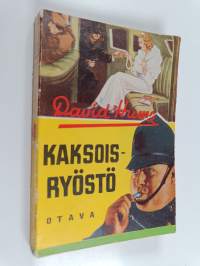 David Hume
KAKSOIS-
RYÖSTÖ
OTAVA